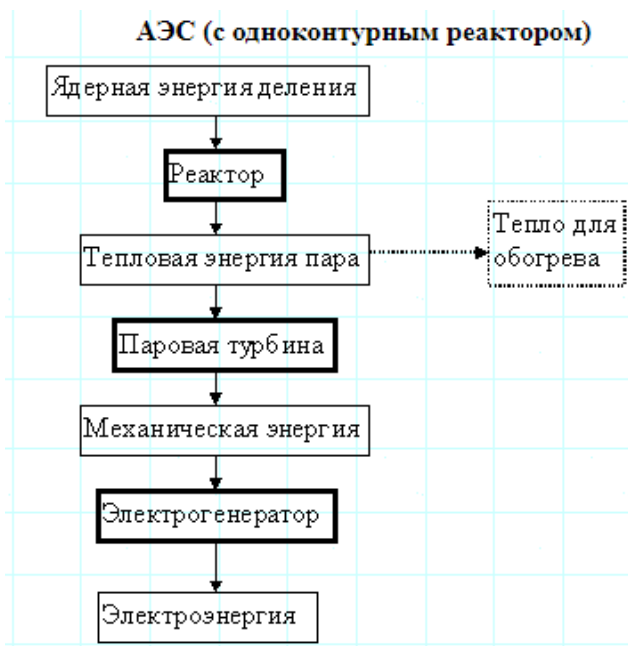 АЭС (с одноконтурным реактором)
Ядерная энергия деления
Реактор
Тепловая энергия пара
Тепло для
обогрева
Паровая турбина
Механическая энергия
Электрогенератор
Электроэнергия